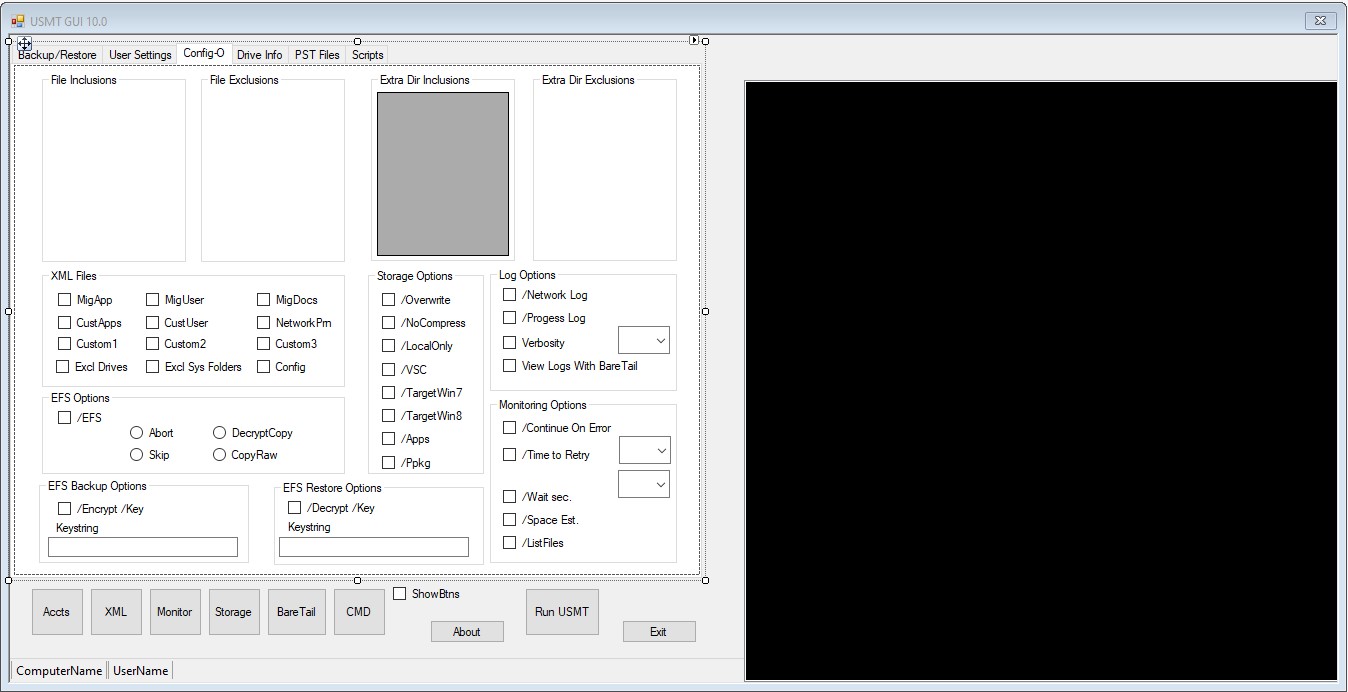 USMT GUI 10.0
Backup/Restore User Settings Config-O Drive Info PST Files Scripts
File Inclusions File Exclusions Extra Dir Inclusions Extra Dir Exclusions
XML Files
MigApp MigUser MigDocs
CustApps CustUser NetworkPrn
Custom1 Custom2 Custom3
Excl Drives Excl Sys Folders Config
Storage Options
/Overwrite
/NoCompress
/LocalOnly
/VSC
/TargetWin7
/TargetWin8
/Apps
/Ppkg
Log Options
/Network Log
/Progess Log
Verbosity
View Logs With BareTail
EFS Options
/EFS
Abort DecryptCopy
Skip CopyRaw
Monitoring Options
/Continue On Error
/Time to Retry
/Wait sec.
/Space Est.
/ListFiles
EFS Backup Options
/Encrypt /Key
Keystring
EFS Restore Options
/Decrypt /Key
Keystring
Accts XML Monitor Storage BareTail CMD
ShowBtns
About
Run USMT
Exit
ComputerName UserName